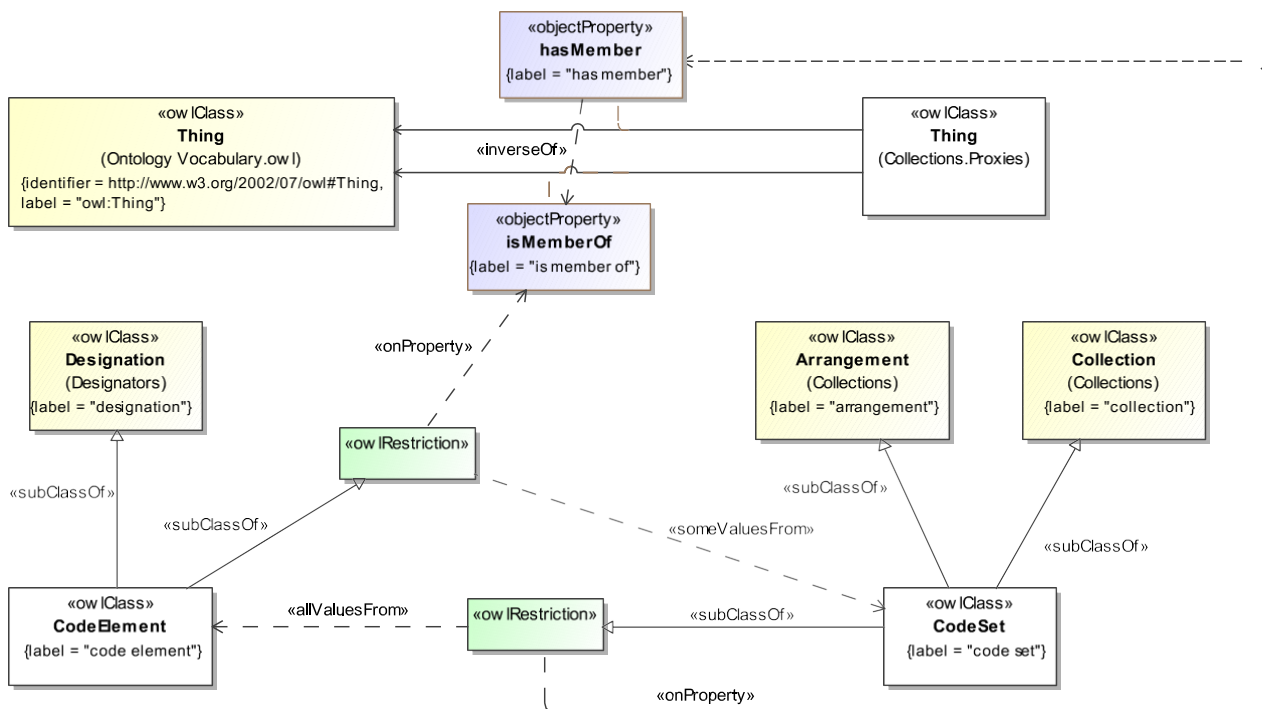 «objectProperty»
hasMember
{label = "has member"}
«owlClass»
Thing
(Ontology Vocabulary.owl)
{identifier = http://www.w3.org/2002/07/owl#Thing,
label = "owl:Thing"}
«inverseOf»
«owlClass»
Thing
(Collections.Proxies)
«objectProperty»
isMemberOf
{label = "is member of"}
«owlClass»
Designation
(Designators)
{label = "designation"}
«onProperty»
«owlClass»
Arrangement
(Collections)
{label = "arrangement"}
«owlClass»
Collection
(Collections)
{label = "collection"}
«owlRestriction»
«subClassOf»
«subClassOf»
«someValuesFrom»
«subClassOf»
«subClassOf»
«owlClass»
CodeElement
{label = "code element"}
«allValuesFrom»
«owlRestriction»
«subClassOf»
«owlClass»
CodeSet
{label = "code set"}
«onProperty»